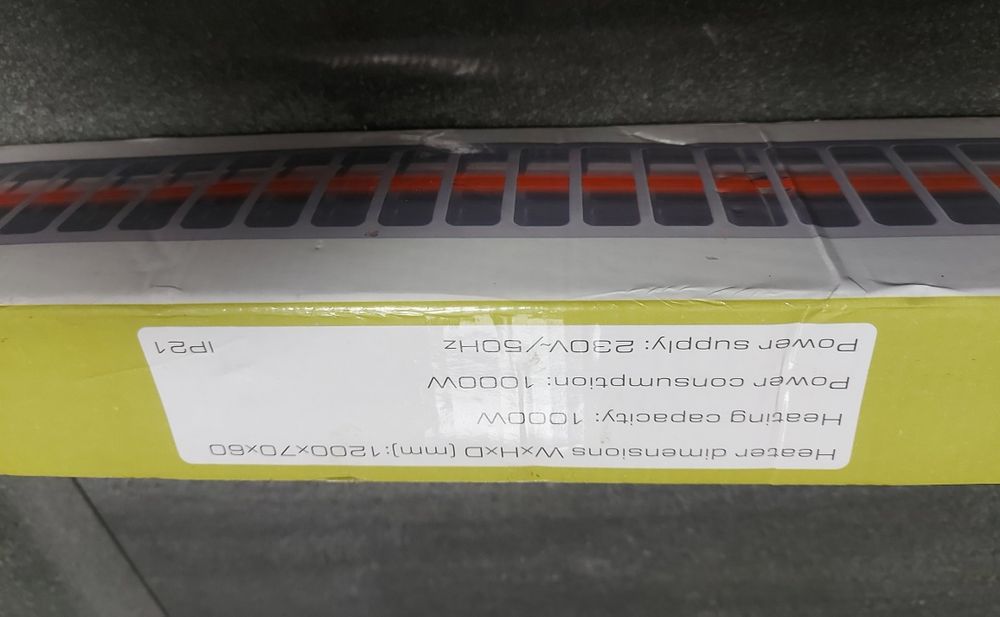 Heater dimensions WxHxD (mm):1200x70x60
Heating capacity: 1000W
Power consumption: 1000W
Power supply: 230V~/50Hz
IP21